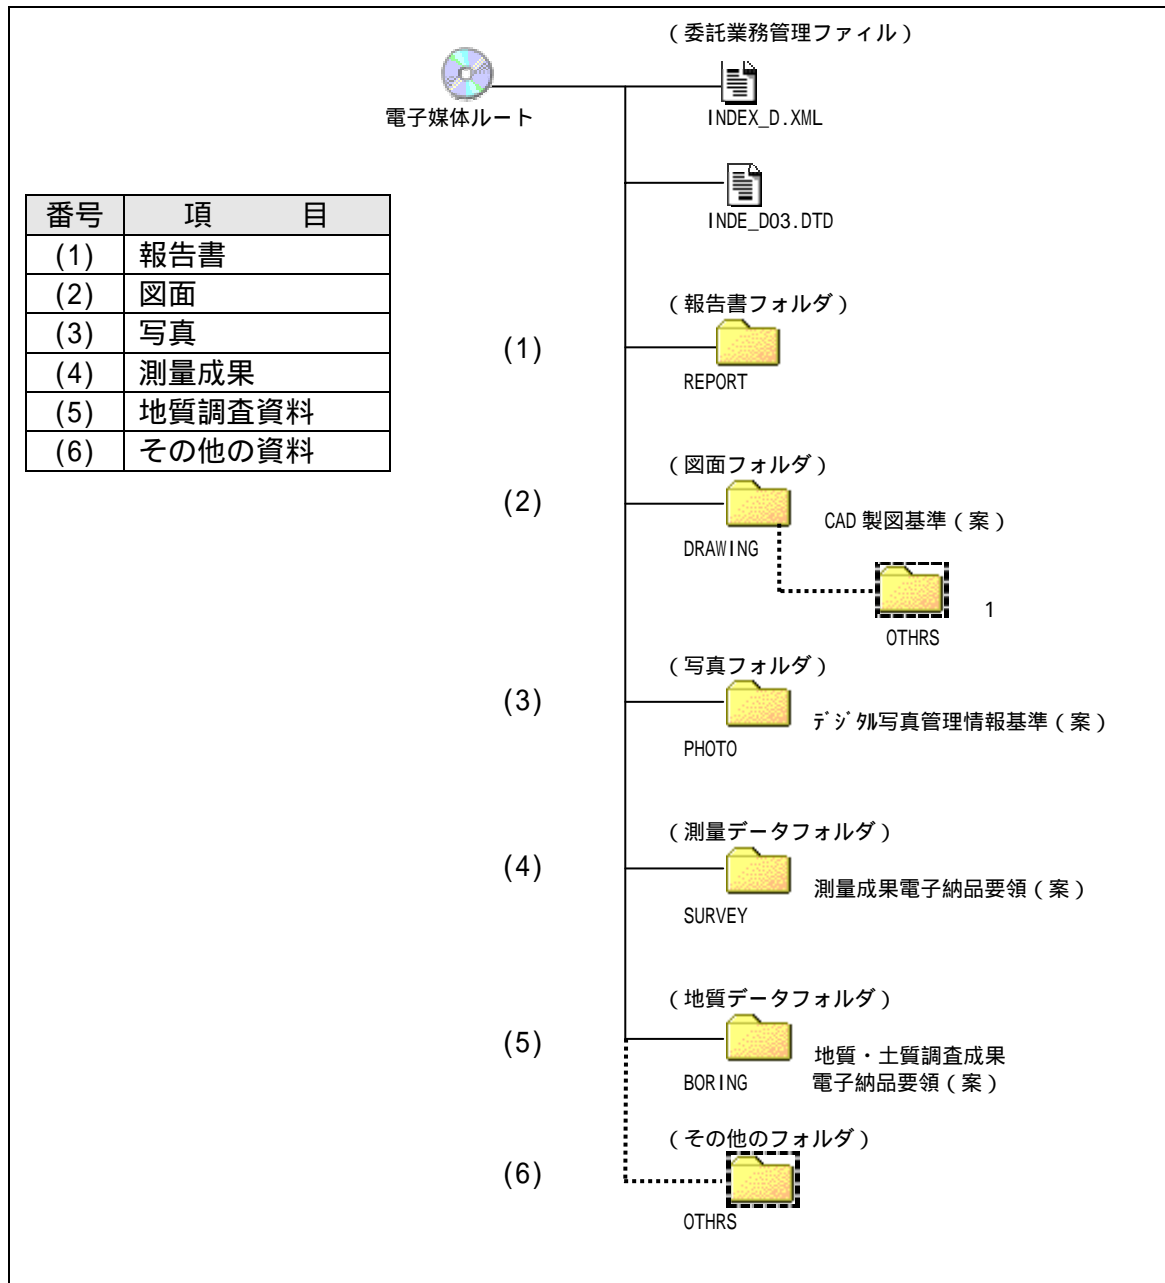 (委託業務管理ファィル)
電子媒体ルート
INDEX_D.XML
INDE_D03.DTD
番号 項 目
(1) 報告書
(2) 図面
(3) 写真
(4) 測量成果
(5) 地質調査資料
(6) その他の資料
(報告書フォルダ)
(1)
REPORT
(図面フォルダ)
(2)
CAD 製図基準(案)
DRAWING
1
OTHRS
(写真フォルダ)
(3)
デジタル写真管理情報基準(案)
PHOTO
(測量データフォルダ)
(4)
測量成果電子納品要領(案)
SURVEY
(地質データフォルダ)
(5)
地質・土質調査成果
電子納品要領(案)
BORING
(その他のフォルダ)
(6)
OTHRS